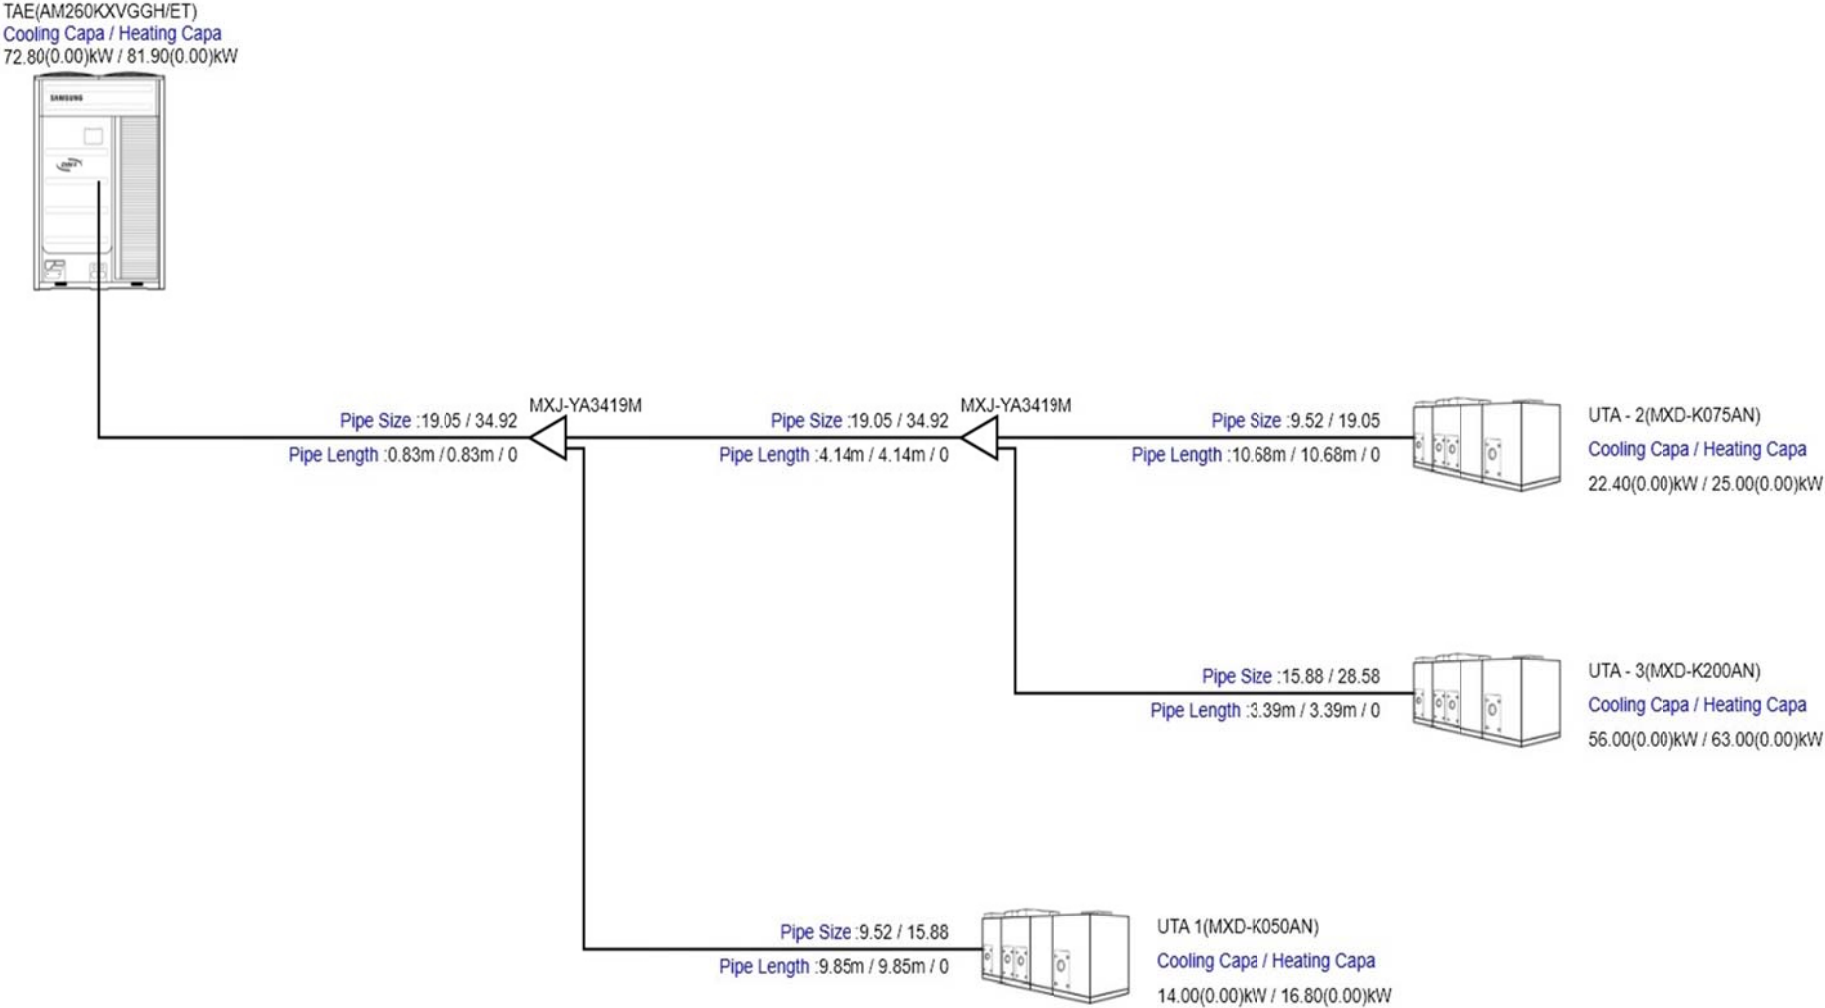 TAE(AM260KXVGGH/ET)
Cooling Capa / Heating Capa
72.80(0.00)kW / 81.90(0.00)kW
SAMSUNG
MXJ-YA3419M
Pipe Size :19.05 / 34.92
Pipe Length :0.83m / 0.83m / 0
MXJ-YA3419M
Pipe Size :19.05 / 34.92
Pipe Length :4.14m / 4.14m / 0
Pipe Size :9.52 / 19.05
Pipe Length :10.68m / 10.68m / 0
UTA - 2(MXD-K075AN)
Cooling Capa / Heating Capa
22.40(0.00)kW / 25.00(0.00)kW
Pipe Size :15.88 / 28.58
Pipe Length :3.39m / 3.39m / 0
UTA - 3(MXD-K200AN)
Cooling Capa / Heating Capa
56.00(0.00)kW / 63.00(0.00)kW
Pipe Size :9.52 / 15.88
Pipe Length :9.85m / 9.85m / 0
UTA 1(MXD-K050AN)
Cooling Capa / Heating Capa
14.00(0.00)kW / 16.80(0.00)kW